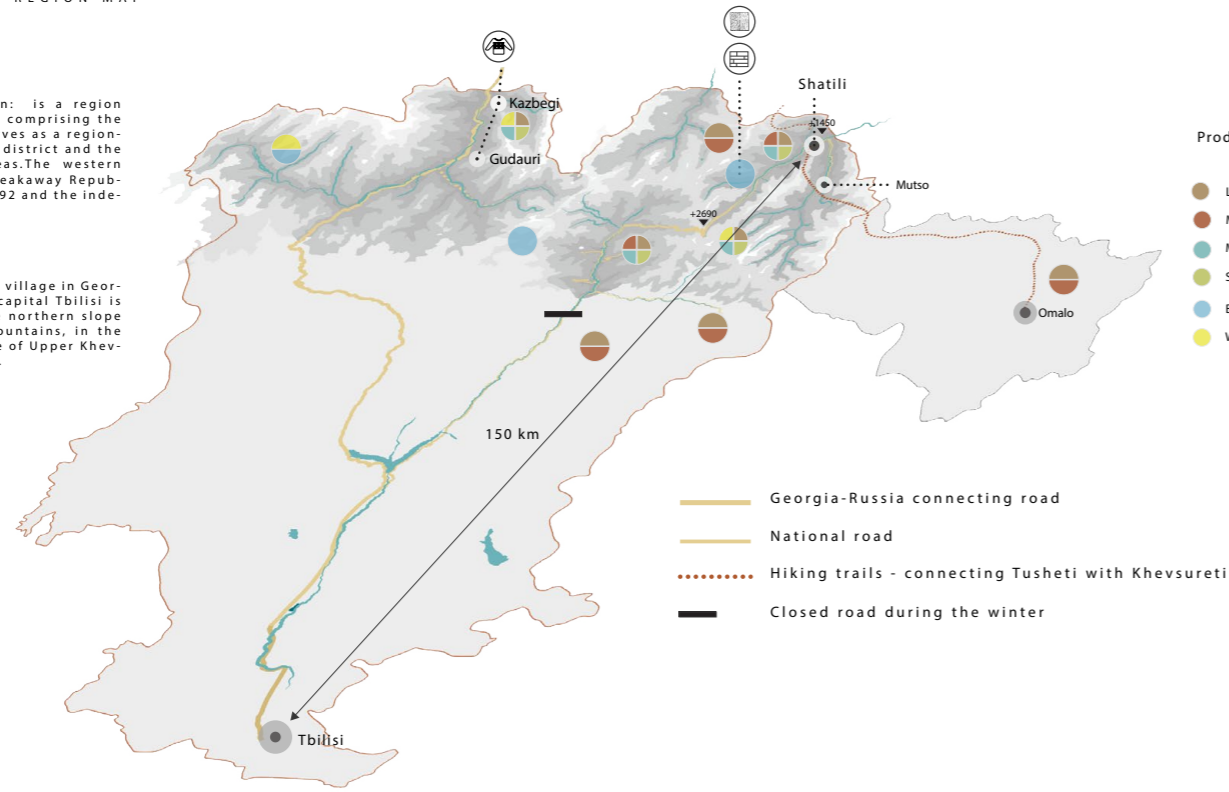 REGION MAP
n: is a region
comprising the
ves as a region-
district and the
eas.The western
eakaway Repub-
92 and the inde-
village in Geor-
capital Tbilisi is
northern slope
ountains, in the
e of Upper Khev-
Kazbegi
Gudauri
Shatili
+1450
Mutso
+2690
Omalo
150 km
Tbilisi
Prod
L
M
S
W
Georgia-Russia connecting road
National road
Hiking trails - connecting Tusheti with Khevsureti
Closed road during the winter